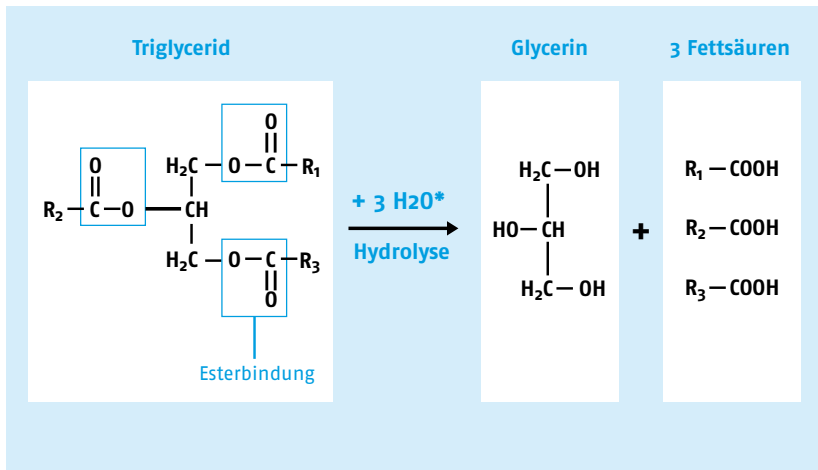 Triglycerid
Glycerin
3 Fettsäuren
O
O
H₂C – O – C – R₁
R₂ – C – O – CH
H₂C – O – C – R₃
O
Esterbindung
+ 3 H2O*
Hydrolyse
H₂C – OH
HO – CH
H₂C – OH
+
R₁ – COOH
R₂ – COOH
R₃ – COOH